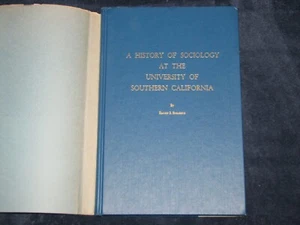 A HISTORY OF SOCIOLOGY
AT THE
UNIVERSITY OF
SOUTHERN CALIFORNIA
By